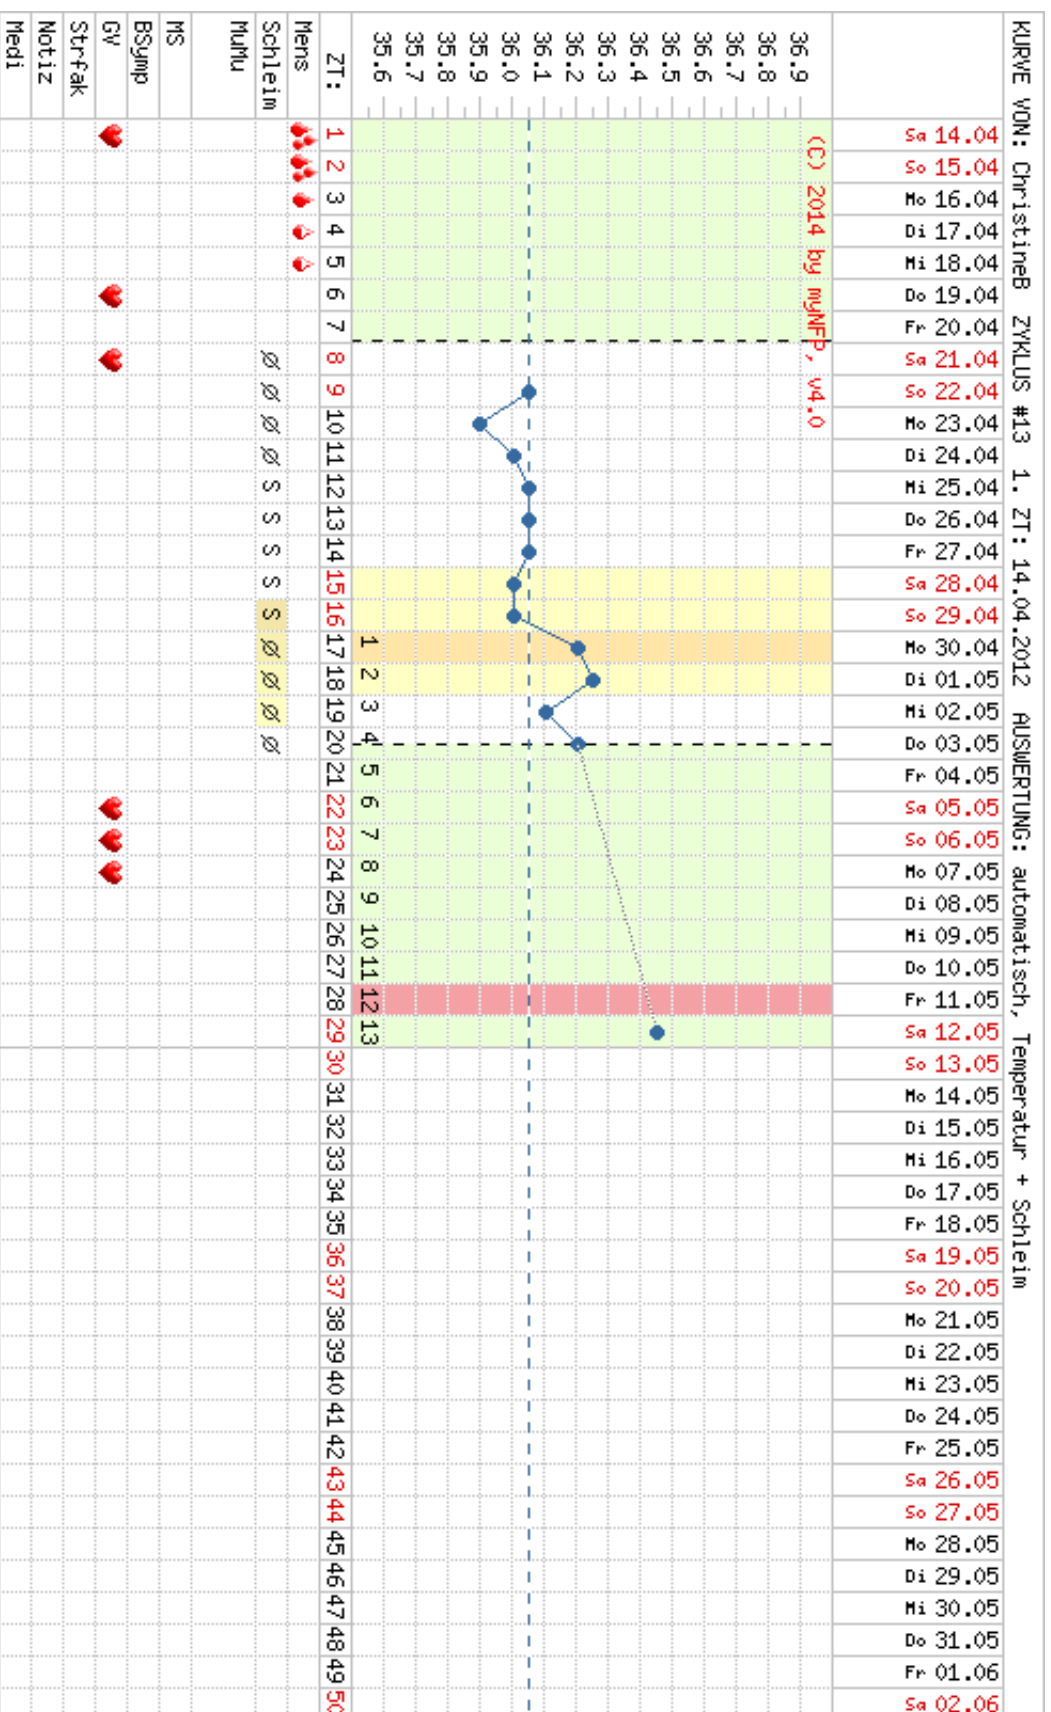 KURVE VON: ChristineB ZYKLUS #13 1. ZT: 14.04.2012 AUSWERTUNG: automatisch, Temperatur + Schleim
Sa 14.04 So 15.04 Mo 16.04 Di 17.04 Mi 18.04 Do 19.04 Fr 20.04 Sa 21.04 So 22.04 Mo 23.04 Di 24.04 Mi 25.04 Do 26.04 Fr 27.04 Sa 28.04 So 29.04 Mo 30.04 Di 01.05 Mi 02.05 Do 03.05 Fr 04.05 Sa 05.05 So 06.05 Mo 07.05 Di 08.05 Mi 09.05 Do 10.05 Fr 11.05 Sa 12.05 So 13.05 Mo 14.05 Di 15.05 Mi 16.05 Do 17.05 Fr 18.05 Sa 19.05 So 20.05 Mo 21.05 Di 22.05 Mi 23.05 Do 24.05 Fr 25.05 Sa 26.05 So 27.05 Mo 28.05 Di 29.05 Mi 30.05 Do 31.05 Fr 01.06 Sa 02.06
(C) 2014 by myNFP, v4.0
36.9
36.8
36.7
36.6
36.5
36.4
36.3
36.2
36.1
36.0
35.9
35.8
35.7
35.6
1 2 3 4 5 6 7 8 9 10 11 12 13
ZT: 1 2 3 4 5 6 7 8 9 10 11 12 13 14 15 16 17 18 19 20 21 22 23 24 25 26 27 28 29 30 31 32 33 34 35 36 37 38 39 40 41 42 43 44 45 46 47 48 49 50
Mens
Schleim Ø Ø Ø Ø S S S S S Ø Ø Ø Ø
MuMu
MS
BSymp
GV
Strfak
Notiz
Medi